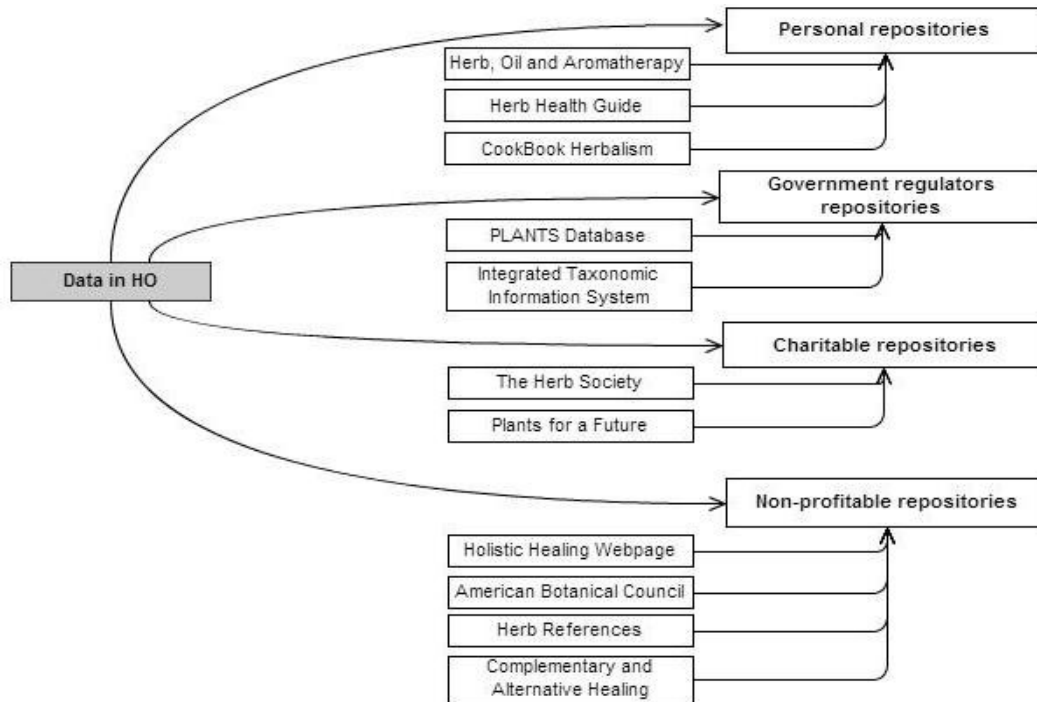 Personal repositories
Herb, Oil and Aromatherapy
Herb Health Guide
CookBook Herbalism
Government regulators
repositories
PLANTS Database
Data in HO
Integrated Taxonomic
Information System
Charitable repositories
The Herb Society
Plants for a Future
Non-profitable repositories
Holistic Healing Webpage
American Botanical Council
Herb References
Complementary and
Alternative Healing